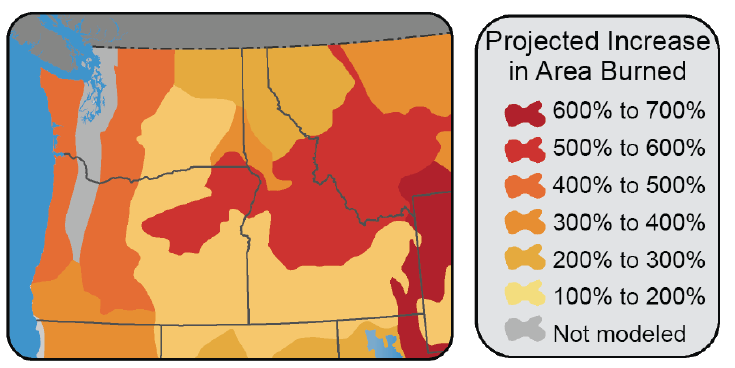 Projected Increase
in Area Burned
600% to 700%
500% to 600%
400% to 500%
300% to 400%
200% to 300%
100% to 200%
Not modeled